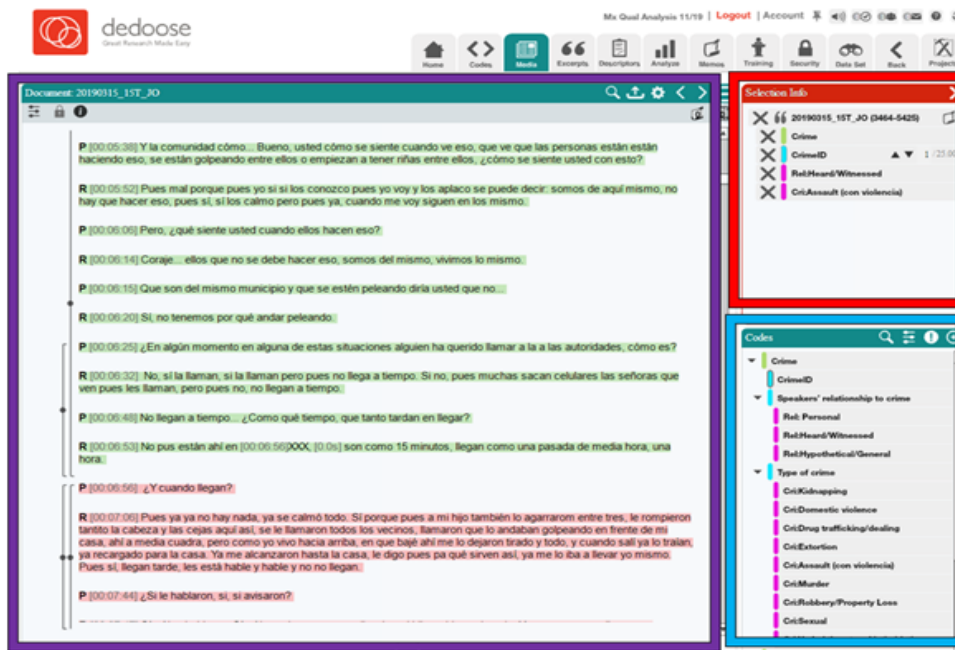 dedoose
Great Research Made Easy
Mx Qual Analysis 11/19 | Logout | Account
Home Codes Media Excerpts Descriptors Analyze Memos Training Security Data Set Back Projects
Document: 20190315_15T_JO
P [00:05:38] Y la comunidad cómo... Bueno, usted cómo se siente cuando ve eso, que ve que las personas están están
haciendo eso, se están golpeando entre ellos o empiezan a tener riñas entre ellos, ¿cómo se siente usted con esto?
R [00:05:52] Pues mal porque pues yo si si los conozco pues yo voy y los aplaco se puede decir: somos de aquí mismo, no
hay que hacer eso, pues sí, sí los calmo pero pues ya, cuando me voy siguen en los mismo.
P [00:06:06] Pero, ¿qué siente usted cuando ellos hacen eso?
R [00:06:14] Coraje... ellos que no se debe hacer eso, somos del mismo, vivimos lo mismo.
P [00:06:15] Que son del mismo municipio y que se estén peleando diría usted que no...
R [00:06:20] Sí, no tenemos por qué andar peleando.
P [00:06:25] ¿En algún momento en alguna de estas situaciones alguien ha querido llamar a la a las autoridades, cómo es?
R [00:06:32] No, sí la llaman, si la llaman pero pues no llega a tiempo. Si no, pues muchas sacan celulares las señoras que
ven pues les llaman, pero pues no, no llegan a tiempo.
P [00:06:48] No llegan a tiempo... ¿Como qué tiempo, que tanto tardan en llegar?
R [00:06:53] No pus están ahí en [00:06:56]XXX, [0.0s] son como 15 minutos, llegan como una pasada de media hora, una
hora.
P [00:06:56] ¿Y cuando llegan?
R [00:07:06] Pues ya ya no hay nada, ya se calmó todo. Sí porque pues a mi hijo también lo agarrarom entre tres, le rompieron
tantito la cabeza y las cejas aquí así, se le llamaron todos los vecinos, llamaron que lo andaban golpeando en frente de mi
casa, ahí a media cuadra, pero como yo vivo hacia arriba, en que bajé ahí me lo dejaron tirado y todo, y cuando salí ya lo traían,
ya recargado para la casa. Ya me alcanzaron hasta la casa, le digo pues pa qué sirven así, ya me lo iba a llevar yo mismo.
Pues sí, llegan tarde, les está hable y hable y no no llegan.
P [00:07:44] ¿Si le hablaron, si, si avisaron?
Selection Info
20190315_15T_JO (3464-5425)
Crime
CrimeID 1
Rel:Heard/Witnessed
Cri:Assault (con violencia)
Codes
Crime
CrimeID
Speakers' relationship to crime
Rel: Personal
Rel:Heard/Witnessed
Rel:Hypothetical/General
Type of crime
Cri:Kidnapping
Cri:Domestic violence
Cri:Drug trafficking/dealing
Cri:Extortion
Cri:Assault (con violencia)
Cri:Murder
Cri:Robbery/Property Loss
Cri:Sexual